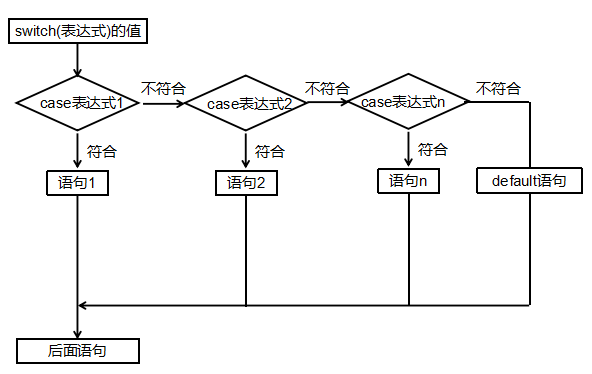 switch(表达式)的值
case表达式1
不符合
case表达式2
不符合
case表达式n
不符合
符合
符合
符合
语句1
语句2
语句n
default语句
后面语句